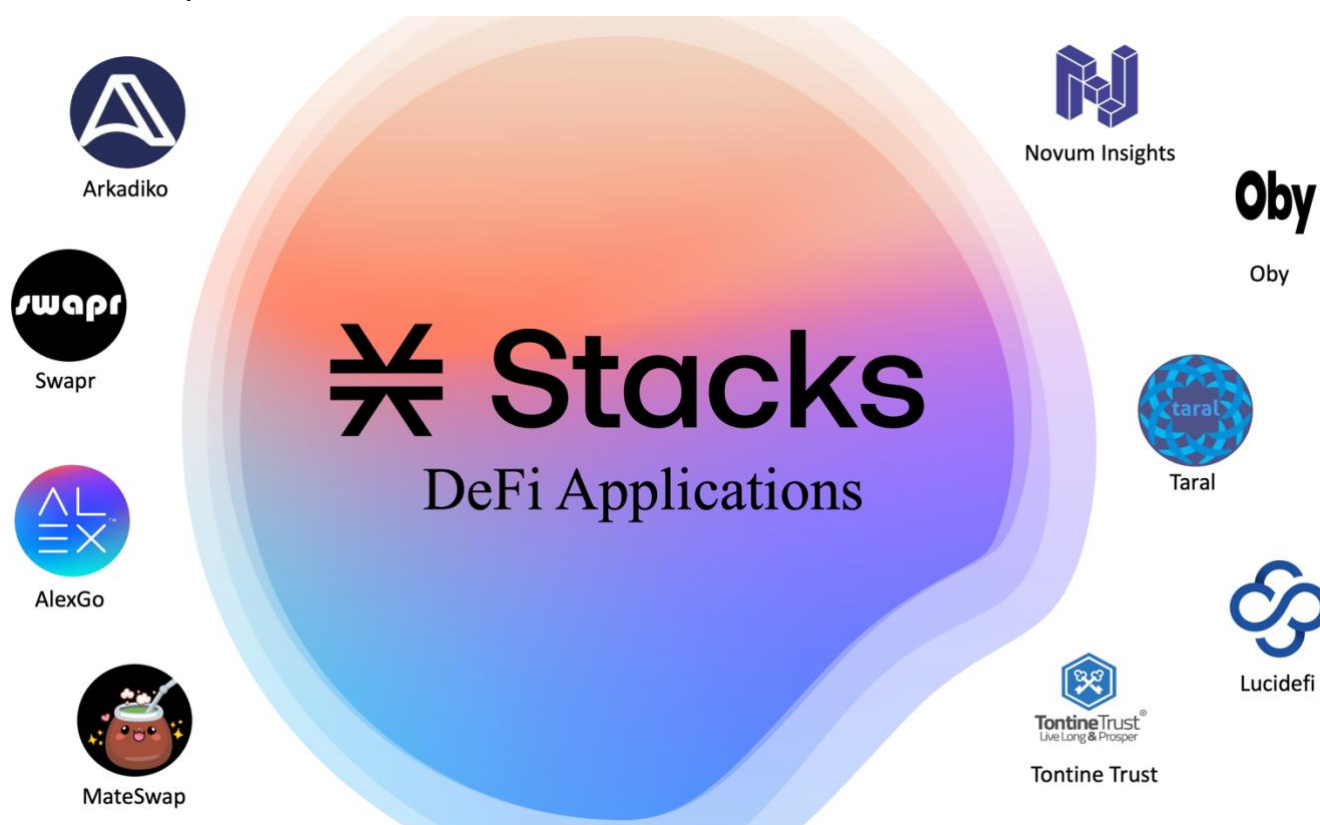 Arkadiko
swapr
Swapr
ALEX™
AlexGo
MateSwap
Stacks
DeFi Applications
Novum Insights
Oby
Oby
taral
Taral
Lucidefi
TontineTrust®
Live Long & Prosper
Tontine Trust